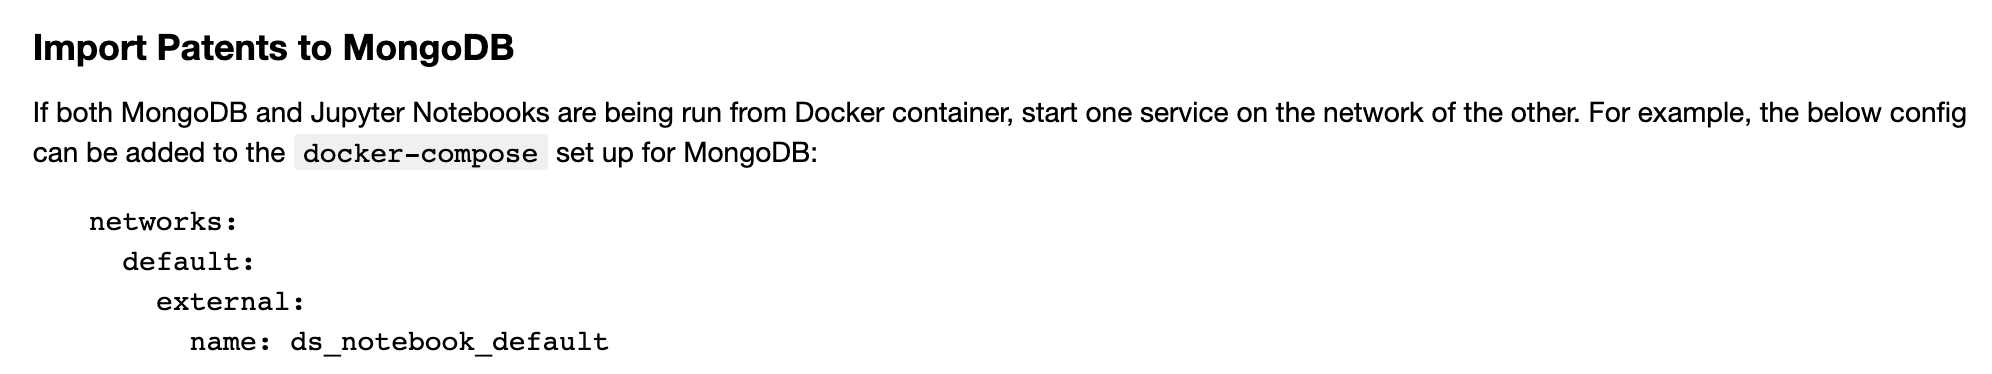 Import Patents to MongoDB
If both MongoDB and Jupyter Notebooks are being run from Docker container, start one service on the network of the other. For example, the below config
can be added to the docker-compose set up for MongoDB:
networks:
  default:
    external:
      name: ds_notebook_default